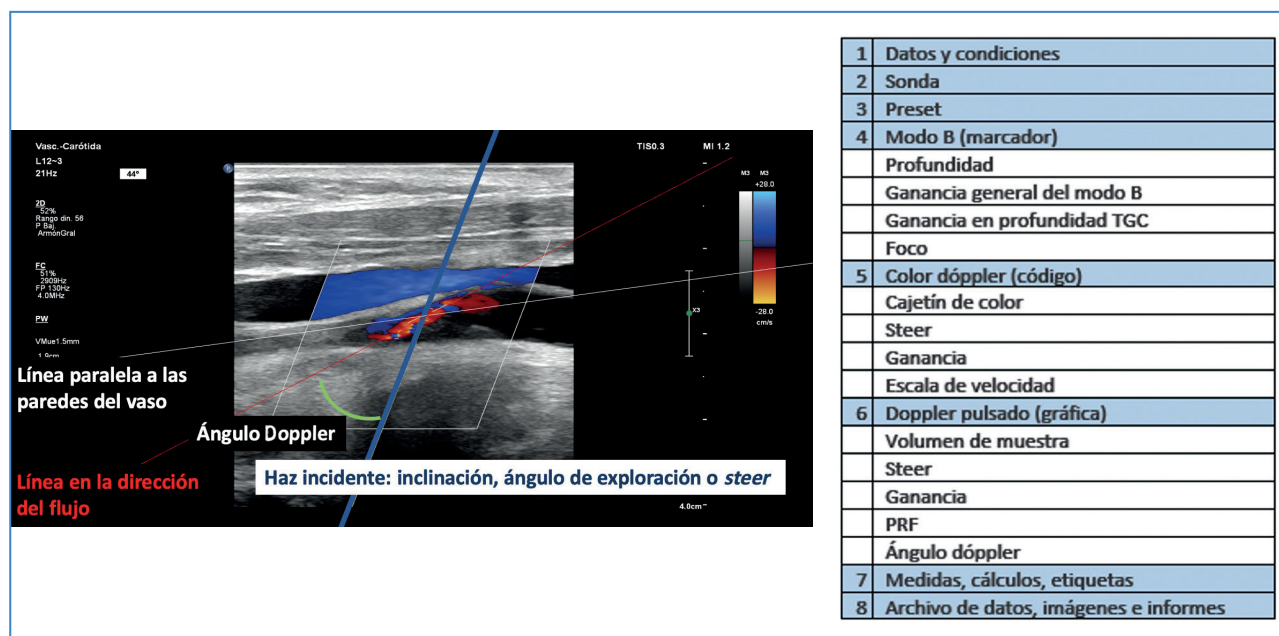 Vasc.-Carótida
L12~3
21Hz
44°
TIS0.3 MI 1.2
2D
52%
Rango din. 56
P Baj.
ArmónGral
FC
51%
2909Hz
FP 130Hz
4.0MHz
PW
VMue1.5mm
1.9cm
M3 M3
+28.0
-28.0
cm/s
X3
4.0cm
Línea paralela a las
paredes del vaso
Ángulo Doppler
Línea en la dirección
del flujo
Haz incidente: inclinación, ángulo de exploración o steer
1 Datos y condiciones
2 Sonda
3 Preset
4 Modo B (marcador)
Profundidad
Ganancia general del modo B
Ganancia en profundidad TGC
Foco
5 Color dóppler (código)
Cajetín de color
Steer
Ganancia
Escala de velocidad
6 Doppler pulsado (gráfica)
Volumen de muestra
Steer
Ganancia
PRF
Ángulo dóppler
7 Medidas, cálculos, etiquetas
8 Archivo de datos, imágenes e informes